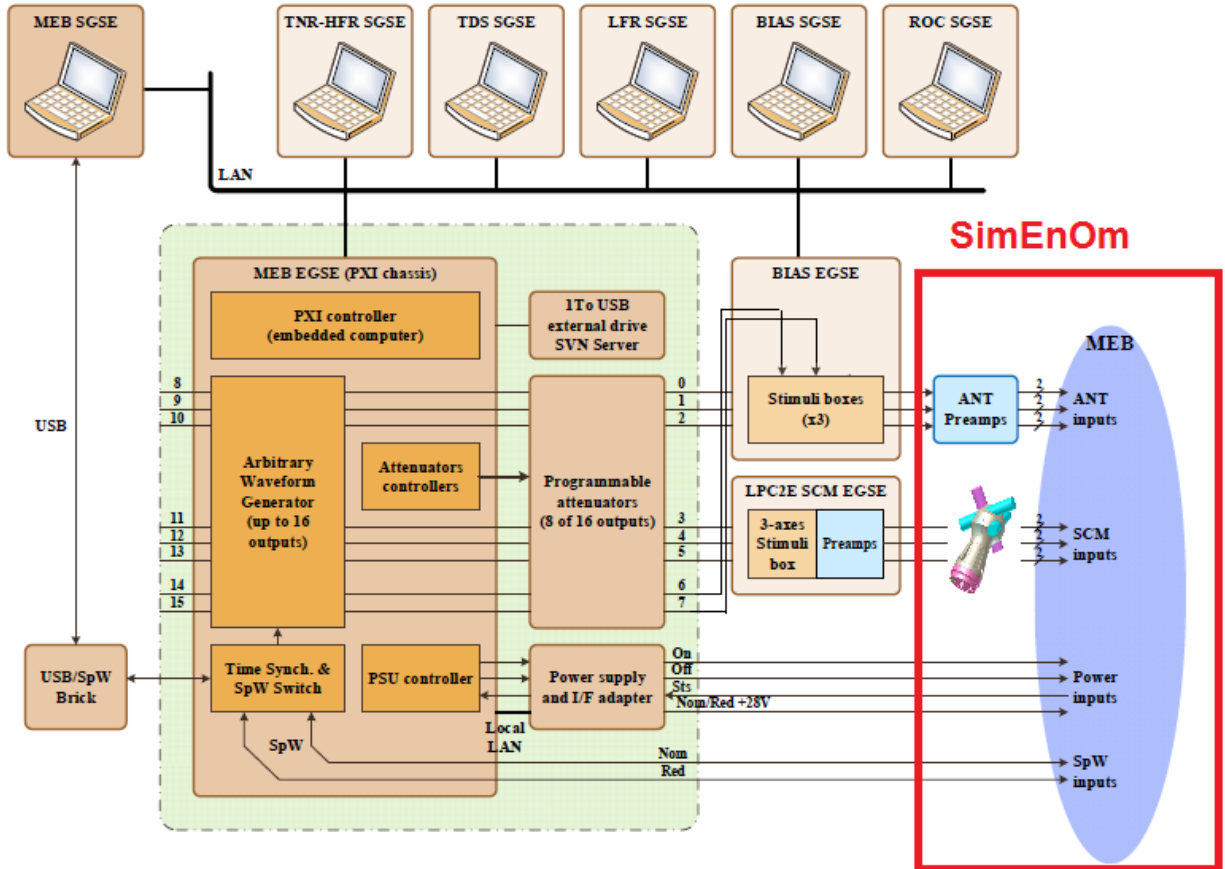 MEB SGSE
TNR-HFR SGSE
TDS SGSE
LFR SGSE
BIAS SGSE
ROC SGSE
LAN
SimEnOm
MEB EGSE (PXI chassis)
PXI controller
(embedded computer)
1To USB
external drive
SVN Server
BIAS EGSE
MEB
USB
8
9
10
Arbitrary
Waveform
Generator
(up to 16
outputs)
Attenuators
controllers
Programmable
attenuators
(8 of 16 outputs)
0
1
2
Stimuli boxes
(x3)
ANT
Preamps
2
2
2
ANT
inputs
11
12
13
14
15
3
4
5
6
7
LPC2E SCM EGSE
3-axes
Stimuli
box
Preamps
2
2
2
SCM
inputs
USB/SpW
Brick
Time Synch. &
SpW Switch
PSU controller
Power supply
and I/F adapter
On
Off
Sts
Nom/Red +28V
Power
inputs
Local
LAN
SpW
Nom
Red
SpW
inputs